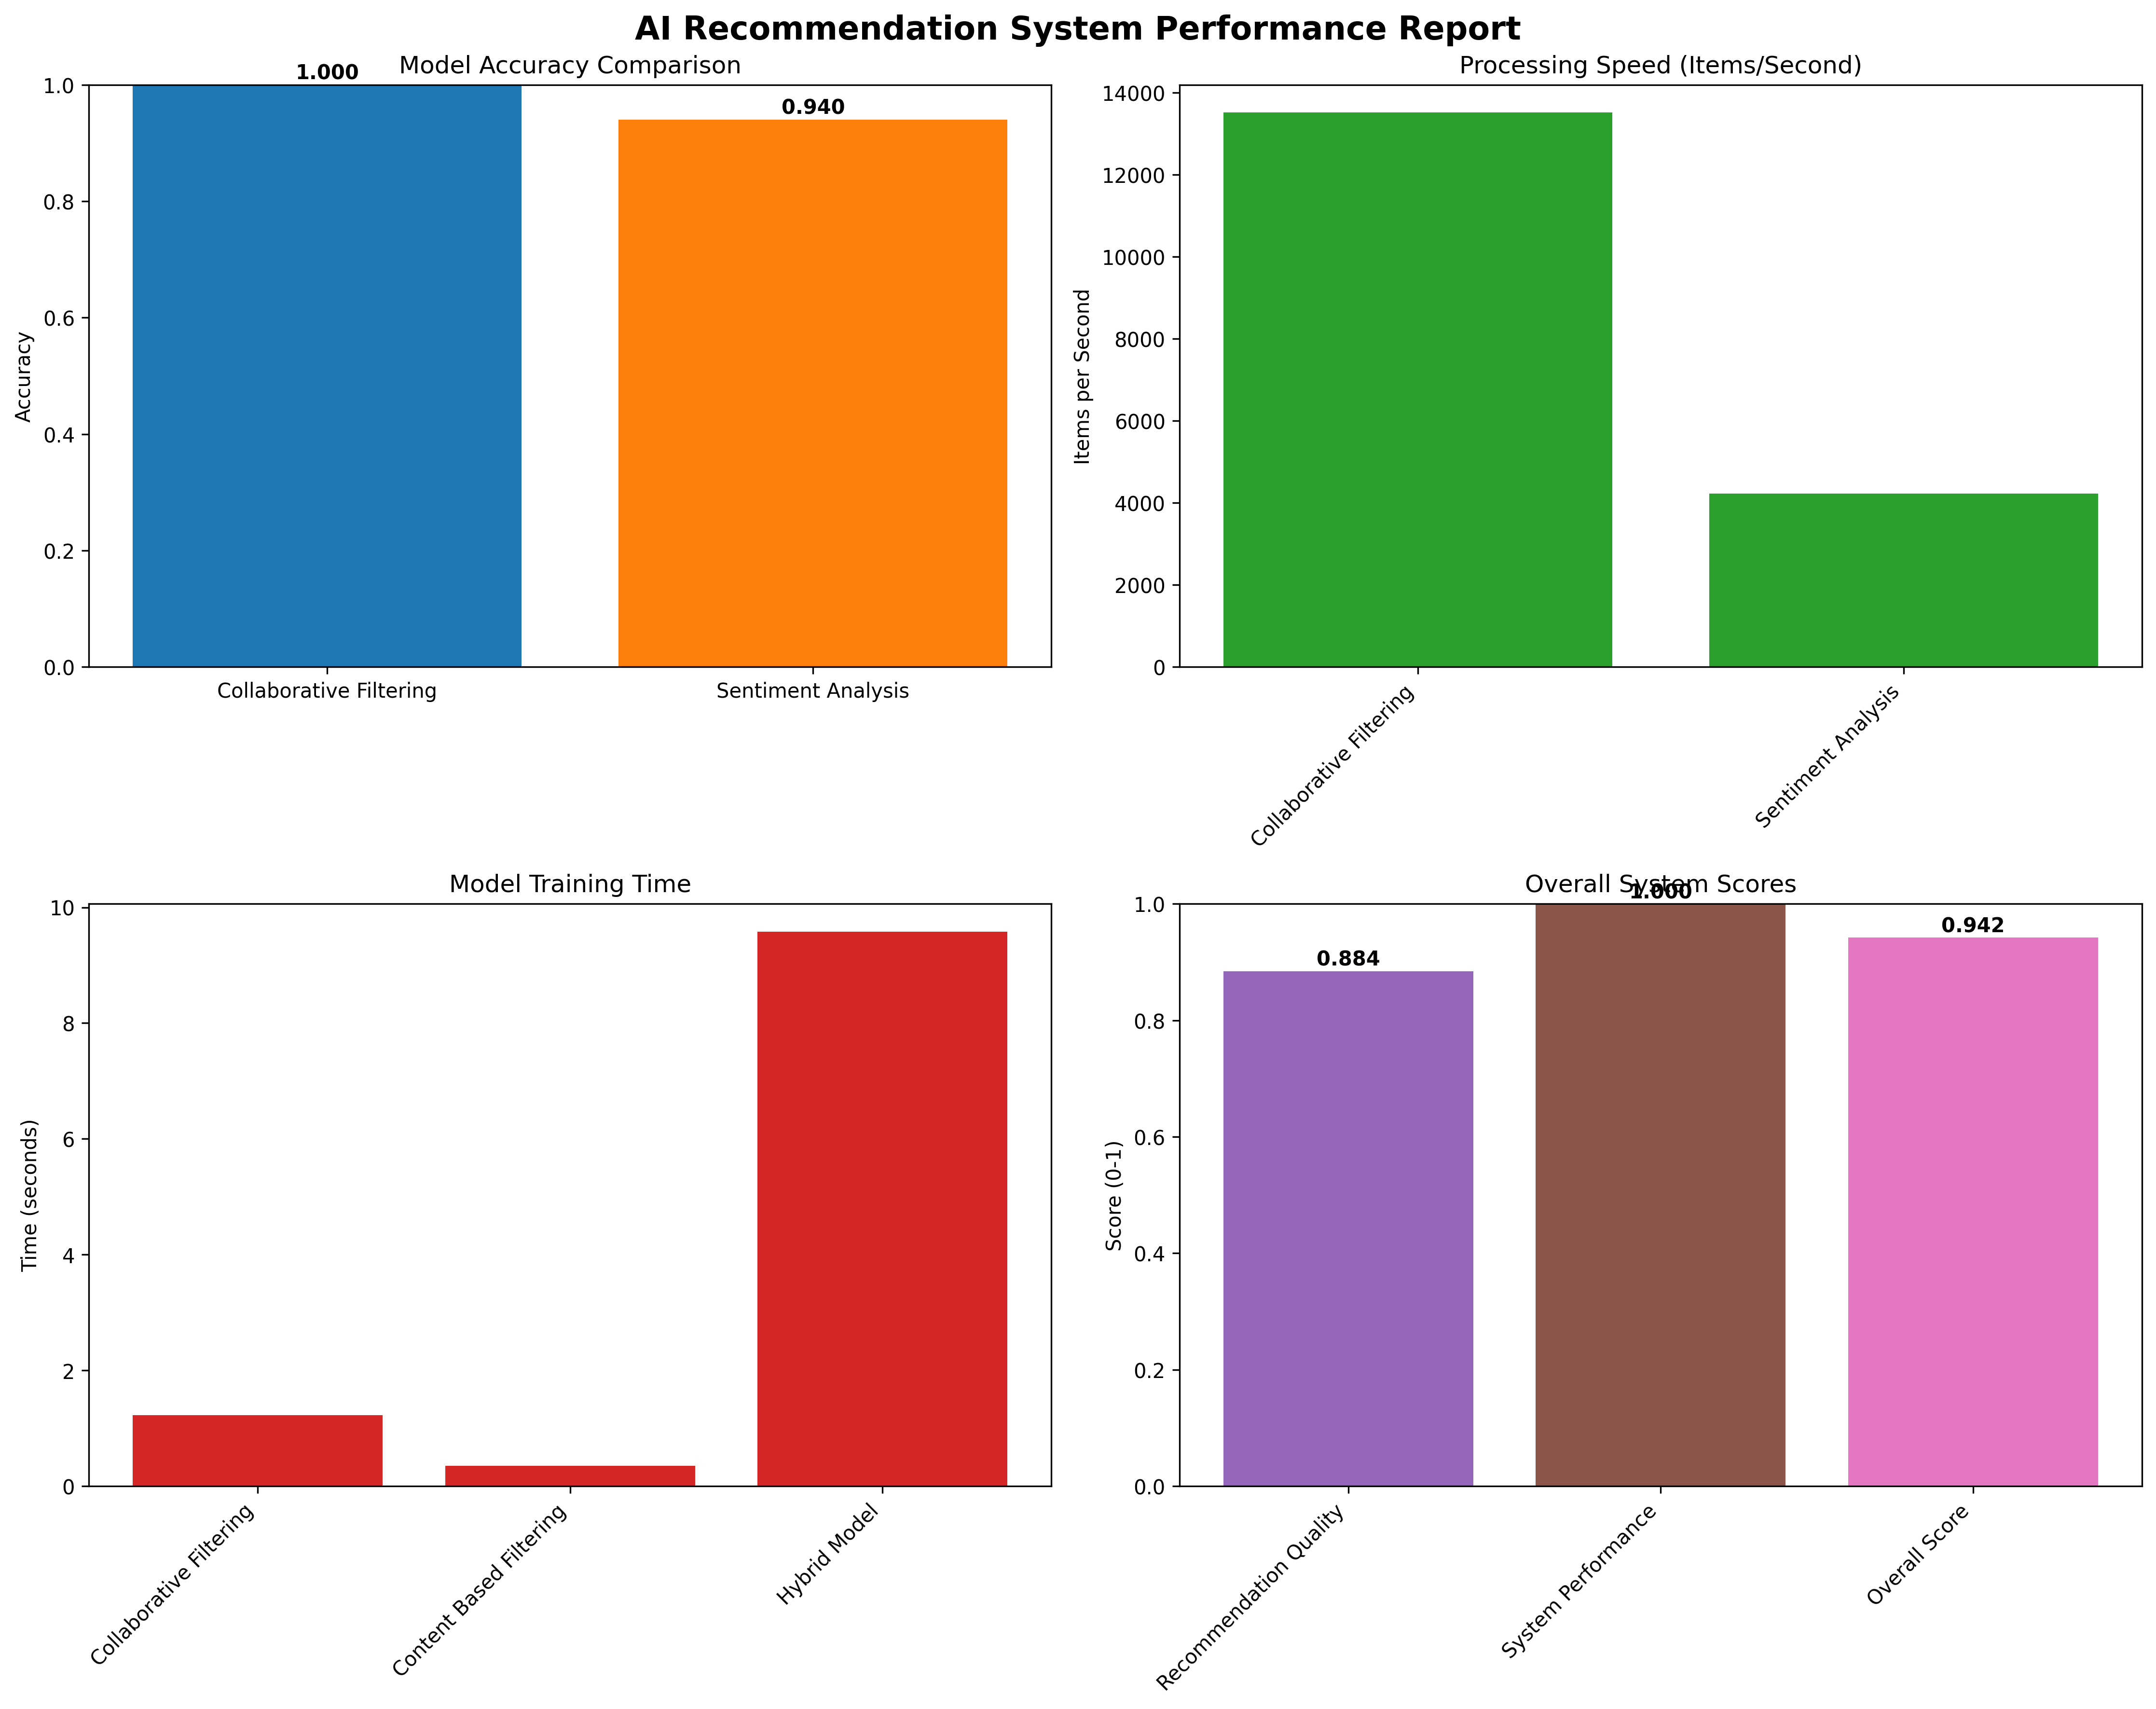 AI Recommendation System Performance Report
Model Accuracy Comparison
1.000
0.940
1.0
0.8
0.6
0.4
0.2
0.0
Accuracy
Collaborative Filtering
Sentiment Analysis
Processing Speed (Items/Second)
14000
12000
10000
8000
6000
4000
2000
0
Items per Second
Collaborative Filtering
Sentiment Analysis
Model Training Time
10
8
6
4
2
0
Time (seconds)
Collaborative Filtering
Content Based Filtering
Hybrid Model
Overall System Scores
1.000
0.884
0.942
1.0
0.8
0.6
0.4
0.2
0.0
Score (0-1)
Recommendation Quality
System Performance
Overall Score